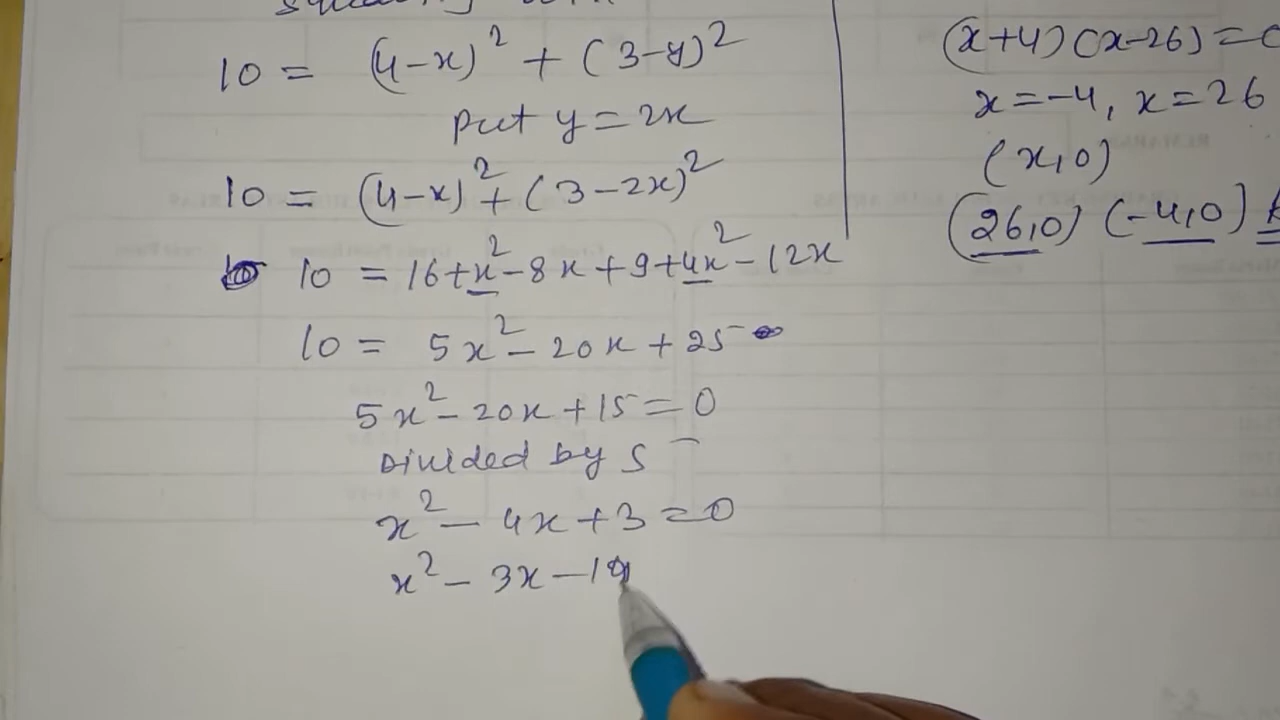 10 = (4-x)² + (3-y)²
put y = 2x
10 = (4-x)² + (3-2x)²
10 = 16+x²-8x+9+4x²-12x
10 = 5x²-20x+25
5x²-20x+15=0
Divided by 5
x²-4x+3=0
x²-3x-1
(x+4)(x-26)=0
x=-4, x=26
(x,0)
(26,0) (-4,0)